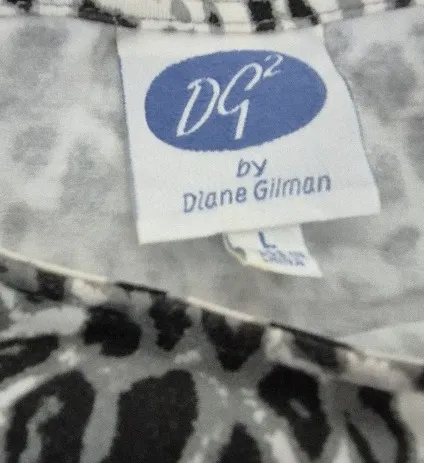 DG²
by
Diane Gilman
L